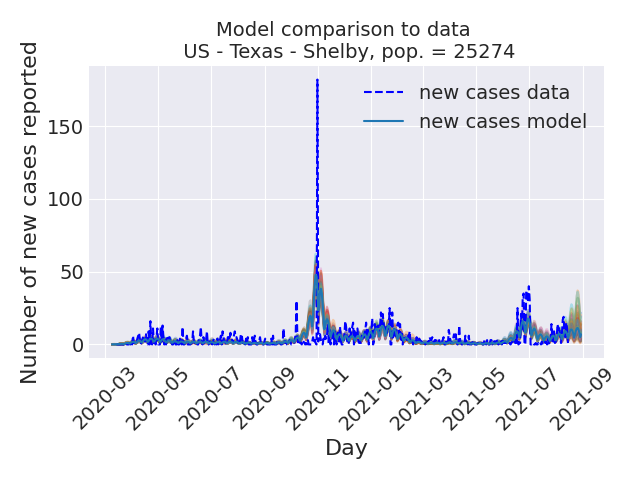 Model comparison to data
US - Texas - Shelby, pop. = 25274
Number of new cases reported
150
100
50
0
new cases data
new cases model
2020-03
2020-05
2020-07
2020-09
2020-11
2021-01
2021-03
2021-05
2021-07
2021-09
Day